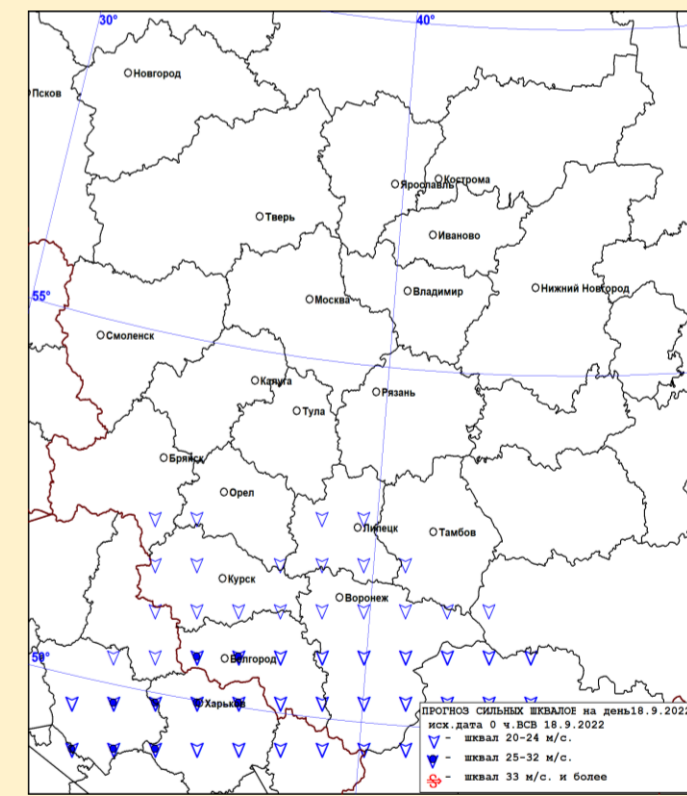 30° 40°
Новгород
Псков
Ярославль Кострома
Тверь
Иваново
55° Москва Владимир Нижний Новгород
Смоленск
Калуга Рязань
Тула
Брянск
Орел
Липецк Тамбов
Курск
Воронеж
50° Белгород
Харьков
ПРОГНОЗ СИЛЬНЫХ ШКВАЛОВ на день18.9.2022
исх.дата 0 ч.ВСВ 18.9.2022
- шквал 20-24 м/с.
- шквал 25-32 м/с.
- шквал 33 м/с. и более